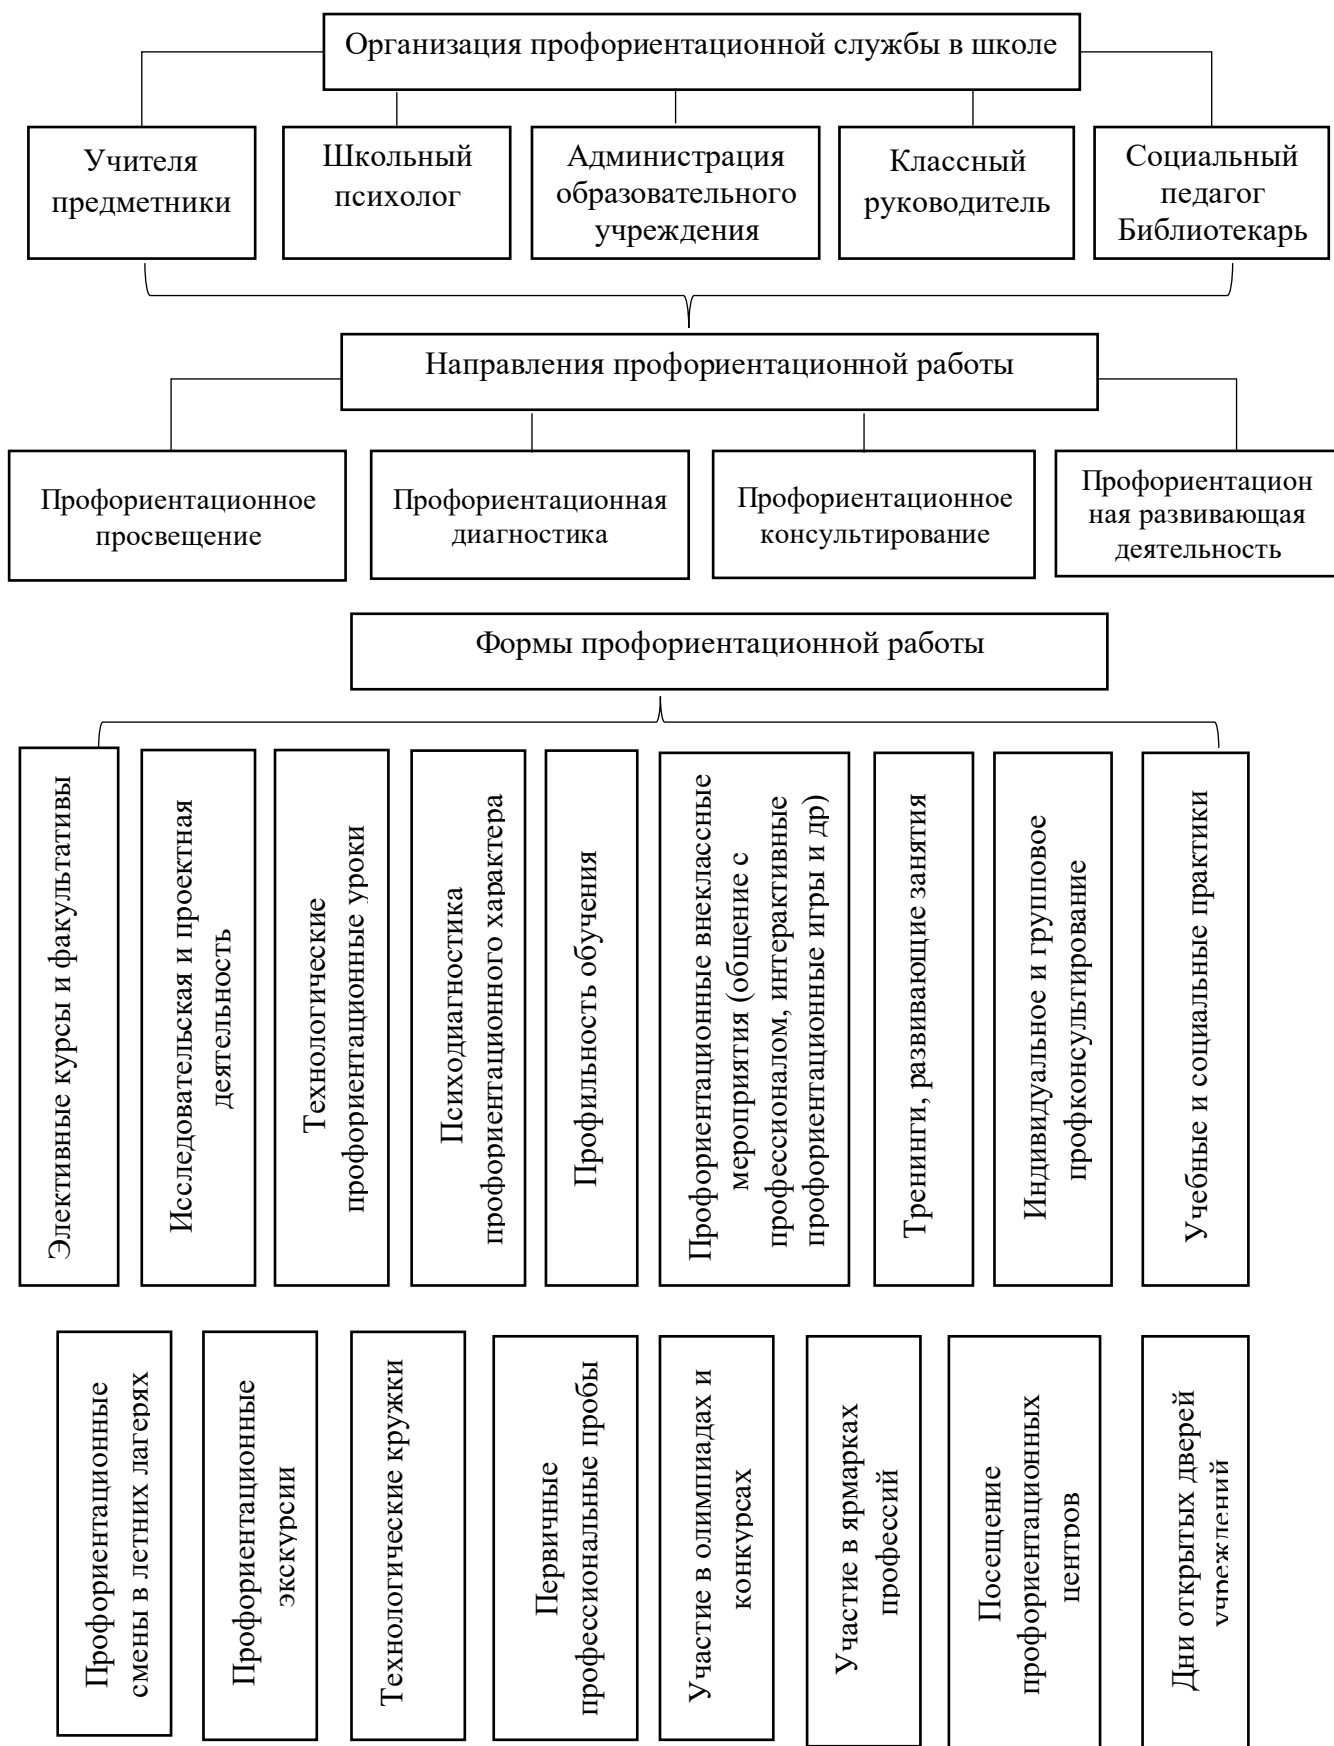 Организация профориентационной службы в школе
Учителя
предметники
Школьный
психолог
Администрация
образовательного
учреждения
Классный
руководитель
Социальный
педагог
Библиотекарь
Направления профориентационной работы
Профориентационное
просвещение
Профориентационная
диагностика
Профориентационное
консультирование
Профориентацион
ная развивающая
деятельность
Формы профориентационной работы
Элективные курсы и факультативы
Исследовательская и проектная
деятельность
Технологические
профориентационные уроки
Психодиагностика
профориентационного характера
Профильность обучения
Профориентационные внеклассные
мероприятия (общение с
профессионалом, интерактивные
профориентационные игры и др)
Тренинги, развивающие занятия
Индивидуальное и групповое
профконсультирование
Учебные и социальные практики
Профориентационные
смены в летних лагерях
Профориентационные
экскурсии
Технологические кружки
Первичные
профессиональные пробы
Участие в олимпиадах и
конкурсах
Участие в ярмарках
профессий
Посещение
профориентационных
центров
Дни открытых дверей
учреждений